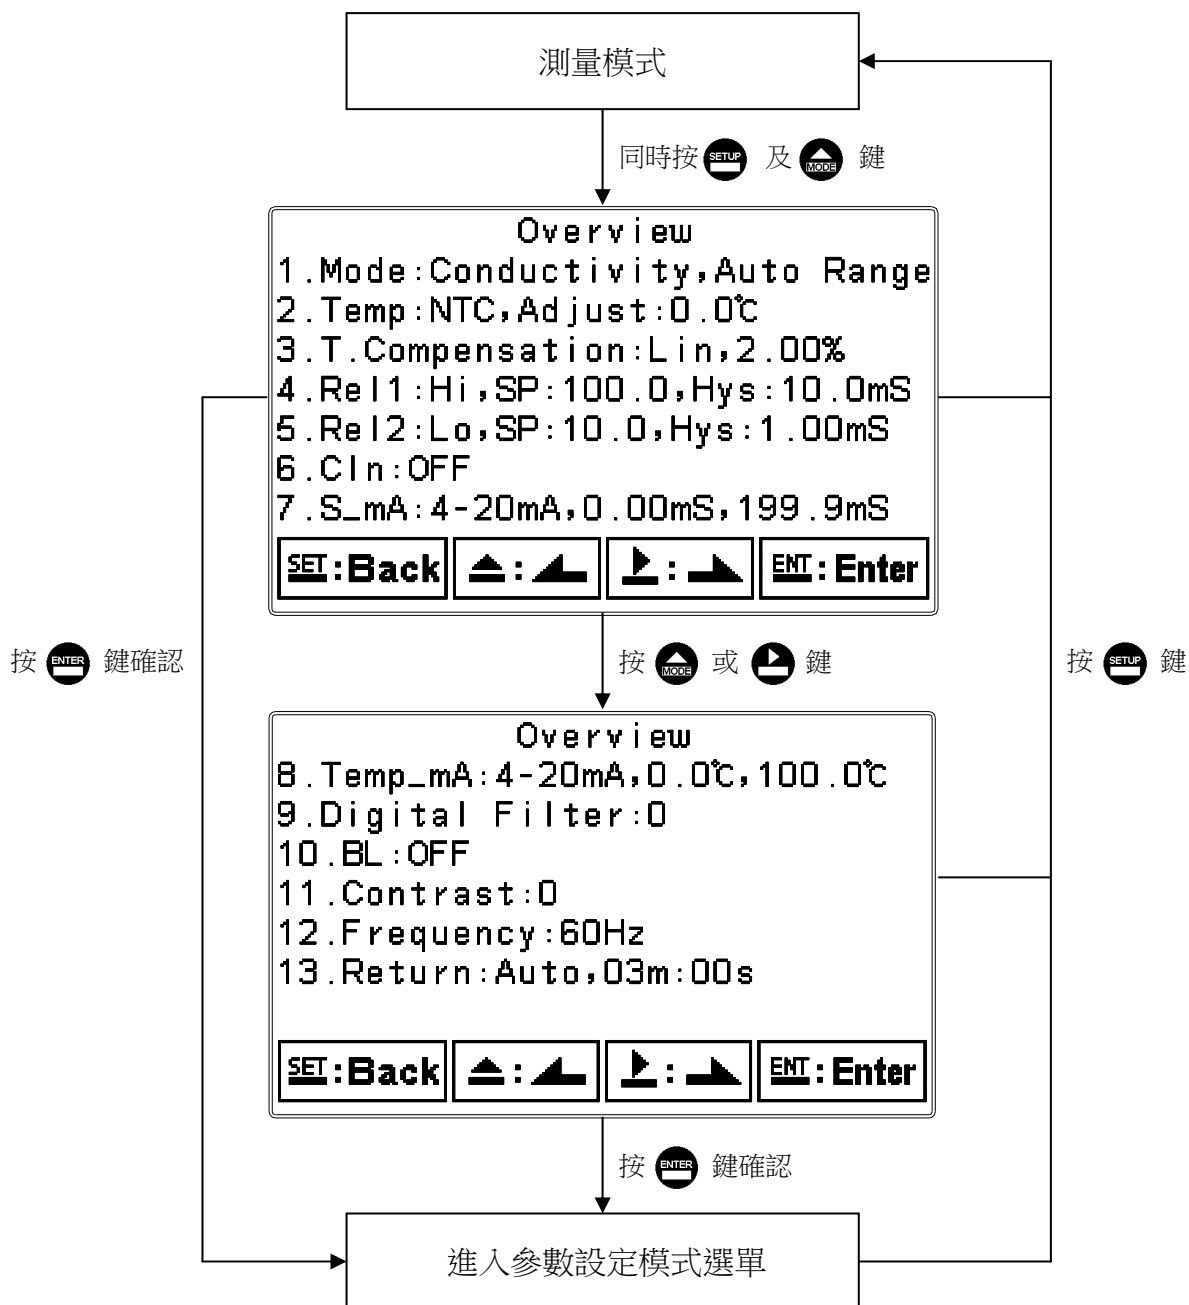 測量模式
同時按 SETUP 及 MODE 鍵
Overview
1.Mode:Conductivity,Auto Range
2.Temp:NTC,Adjust:0.0℃
3.T.Compensation:Lin,2.00%
4.Rel1:Hi,SP:100.0,Hys:10.0mS
5.Rel2:Lo,SP:10.0,Hys:1.00mS
6.Cln:OFF
7.S_mA:4-20mA,0.00mS,199.9mS
SET:Back : : ENT:Enter
按 ENTER 鍵確認
按 MODE 或 鍵
按 SETUP 鍵
Overview
8.Temp_mA:4-20mA,0.0℃,100.0℃
9.Digital Filter:0
10.BL:OFF
11.Contrast:0
12.Frequency:60Hz
13.Return:Auto,03m:00s
SET:Back : : ENT:Enter
按 ENTER 鍵確認
進入參數設定模式選單